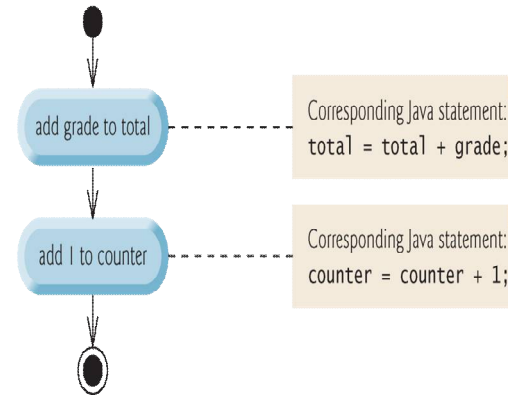 add grade to total
Corresponding Java statement:
total = total + grade;
add 1 to counter
Corresponding Java statement:
counter = counter + 1;